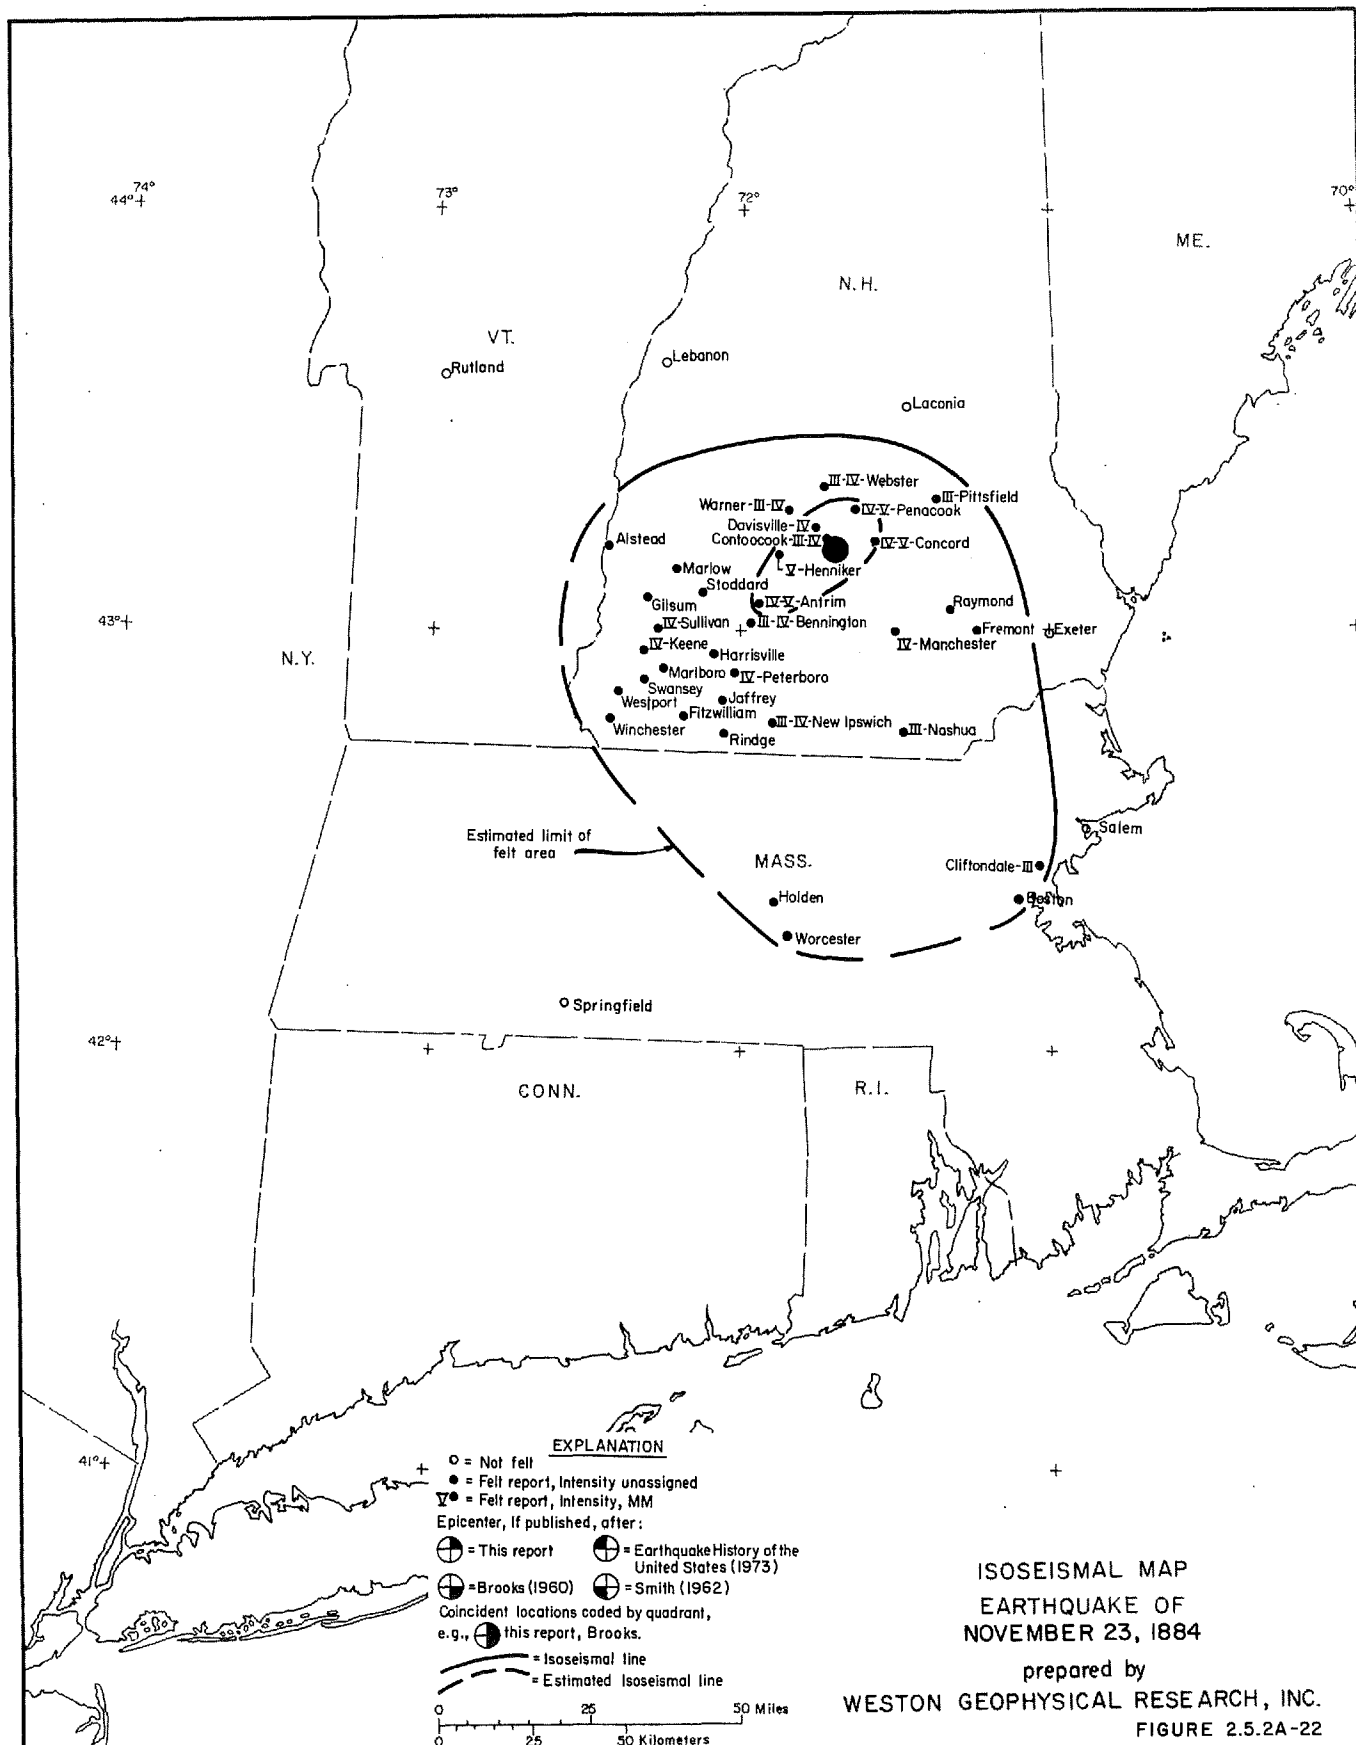 74°
44°
73°
72°
70°
ME.
N.H.
VT.
Rutland
Lebanon
Laconia
III-IV-Webster
III-Pittsfield
Warner-III-IV
IV-V-Penacook
Davisville-IV
Contoocook-III-IV
IV-V-Concord
Alstead
V-Henniker
Marlow
Stoddard
Gilsum
IV-V-Antrim
Raymond
43°
IV-Sullivan
III-IV-Bennington
Fremont
Exeter
IV-Manchester
IV-Keene
Harrisville
N.Y.
Marlboro
IV-Peterboro
Swansey
Westport
Jaffrey
Fitzwilliam
Winchester
III-IV-New Ipswich
Rindge
III-Nashua
Estimated limit of
felt area
Salem
MASS.
Cliftondale-III
Holden
Boston
Worcester
Springfield
42°
CONN.
R.I.
41°
EXPLANATION
= Not felt
= Felt report, Intensity unassigned
V = Felt report, Intensity, MM
Epicenter, If published, after:
= This report
= Earthquake History of the
United States (1973)
= Brooks (1960)
= Smith (1962)
Coincident locations coded by quadrant,
e.g., this report, Brooks.
= Isoseismal line
= Estimated Isoseismal line
0 25 50 Miles
0 25 50 Kilometers
ISOSEISMAL MAP
EARTHQUAKE OF
NOVEMBER 23, 1884
prepared by
WESTON GEOPHYSICAL RESEARCH, INC.
FIGURE 2.5.2A-22